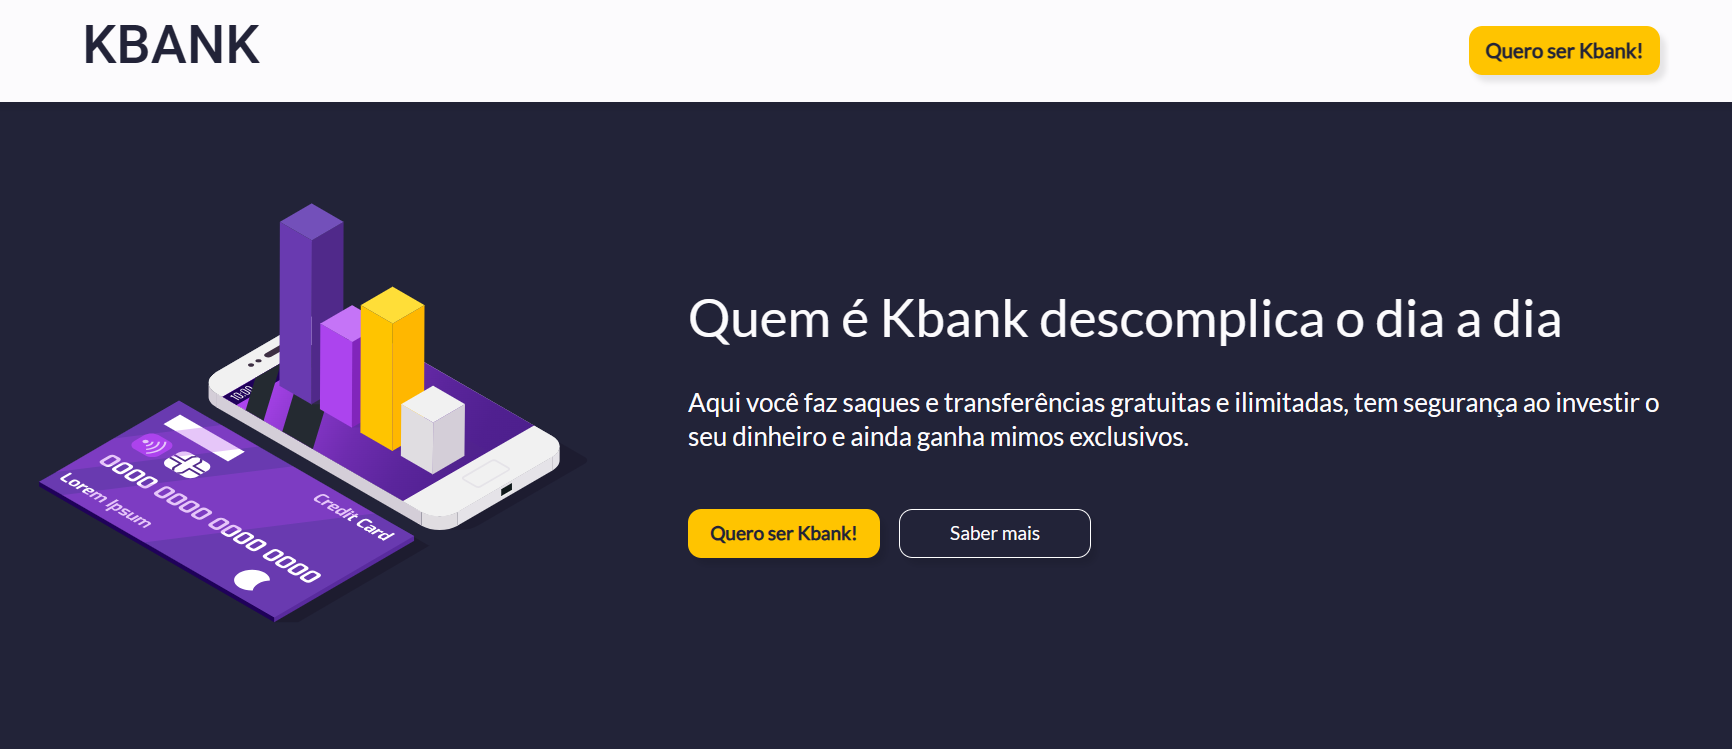 KBANK
Quero ser Kbank!
Quem é Kbank descomplica o dia a dia
Aqui você faz saques e transferências gratuitas e ilimitadas, tem segurança ao investir o
seu dinheiro e ainda ganha mimos exclusivos.
Quero ser Kbank!
Saber mais
10:00
0000 0000 0000 0000
Lorem Ipsum
Credit Card